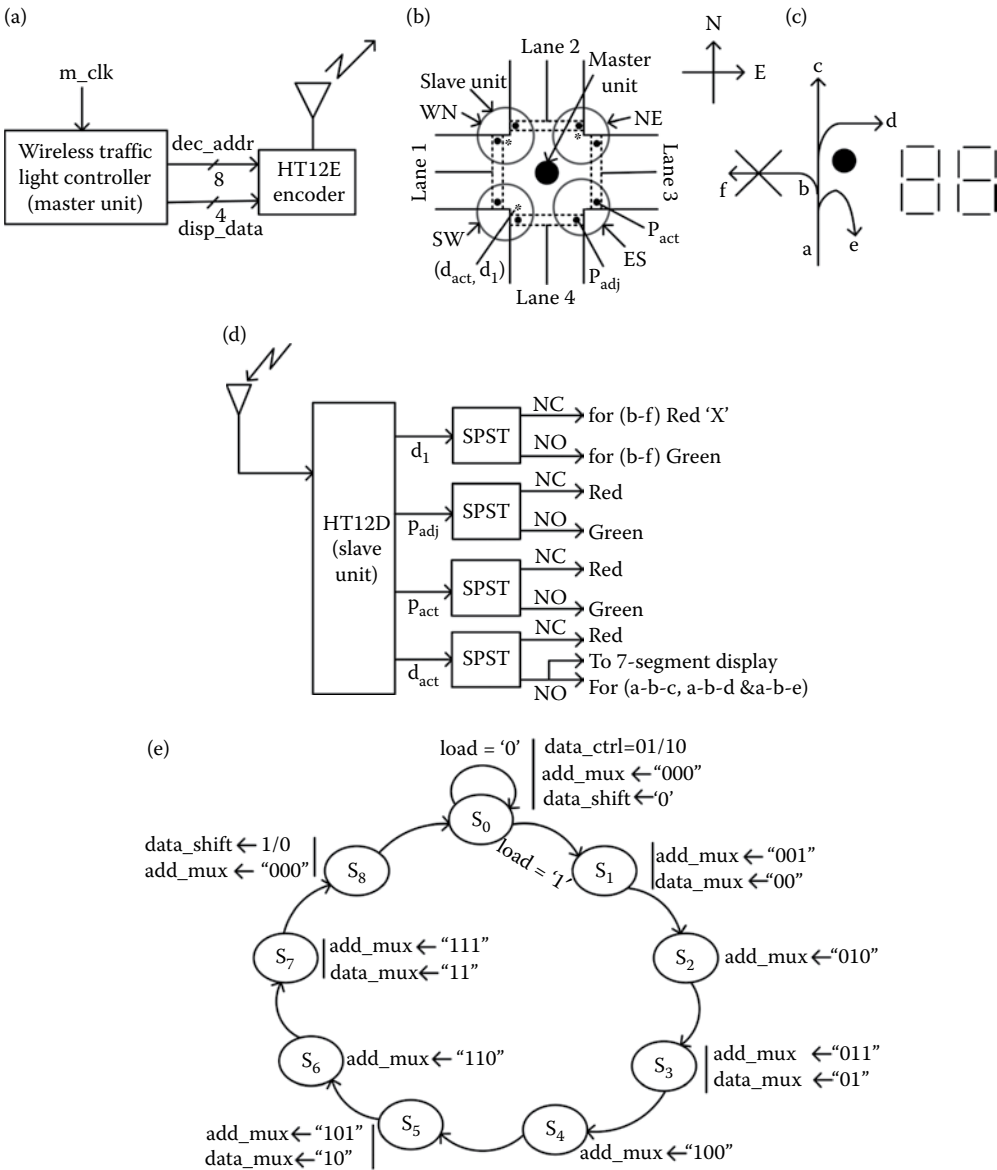 (a)
m_clk
Wireless traffic
light controller
(master unit)
dec_addr
8
4
disp_data
HT12E
encoder
(b)
Lane 2
Slave unit
WN
Master
unit
NE
Lane 1
Lane 3
SW
(d_act, d_1)
Lane 4
P_adj
ES
P_act
N
E
(c)
c
d
f
b
a
e
(d)
HT12D
(slave
unit)
d_1
SPST
NC
for (b-f) Red ‘X’
NO
for (b-f) Green
p_adj
SPST
NC
Red
NO
Green
p_act
SPST
NC
Red
NO
Green
d_act
SPST
NC
Red
To 7-segment display
NO
For (a-b-c, a-b-d &a-b-e)
(e)
load = ‘0’
data_ctrl=01/10
add_mux ← “000”
data_shift ← ‘0’
S_0
load = ‘1’
S_1
add_mux ← “001”
data_mux ← “00”
S_2
add_mux ← “010”
S_3
add_mux ← “011”
data_mux ← “01”
S_4
add_mux ← “100”
S_5
add_mux ← “101”
data_mux ← “10”
S_6
add_mux ← “110”
S_7
add_mux ← “111”
data_mux ← “11”
S_8
data_shift ← 1/0
add_mux ← “000”